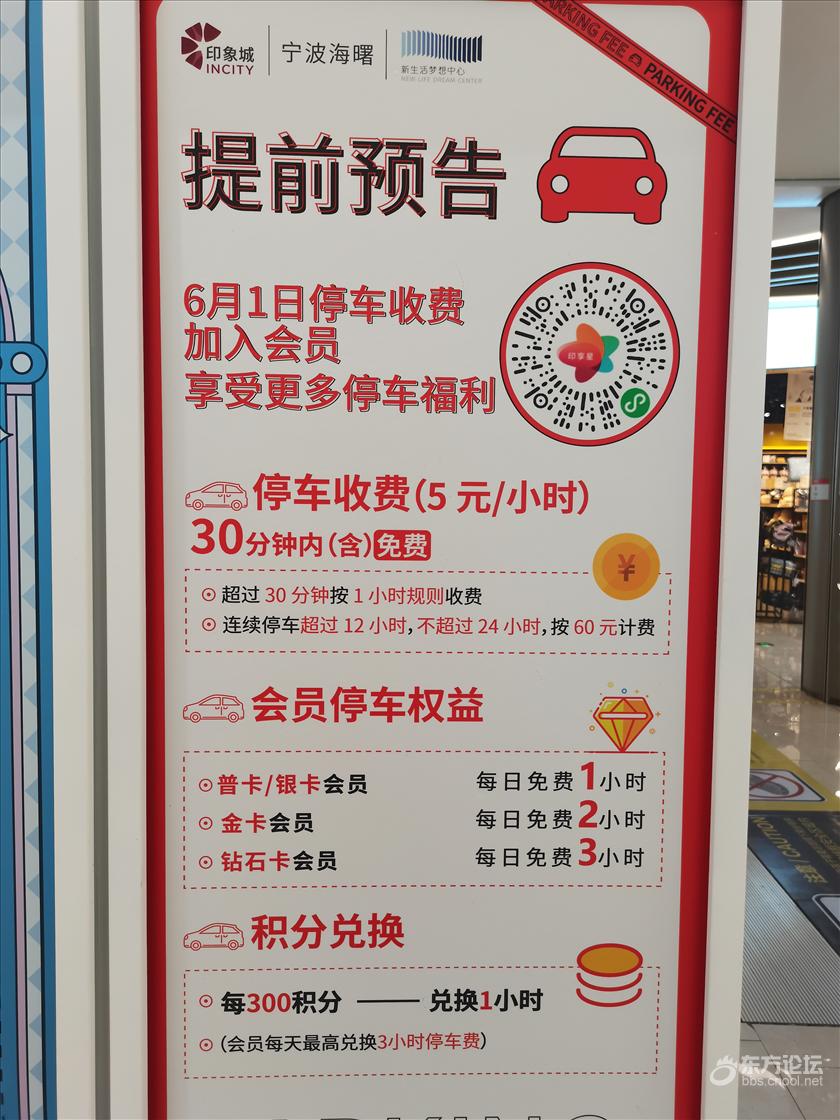 印象城
INCITY
宁波海曙
新生活梦想中心
NEW LIFE DREAM CENTER
PARKING FEE PARKING FEE
提前预告
6月1日停车收费
加入会员
享受更多停车福利
印享星
停车收费(5 元/小时)
30分钟内(含)免费
¥
超过 30 分钟按 1 小时规则收费
连续停车超过 12 小时,不超过 24 小时,按 60 元计费
会员停车权益
普卡/银卡会员 每日免费1小时
金卡会员 每日免费2小时
钻石卡会员 每日免费3小时
积分兑换
每300积分 —— 兑换1小时
(会员每天最高兑换3小时停车费)
CAUTION
东方论坛
bbs.cnool.net